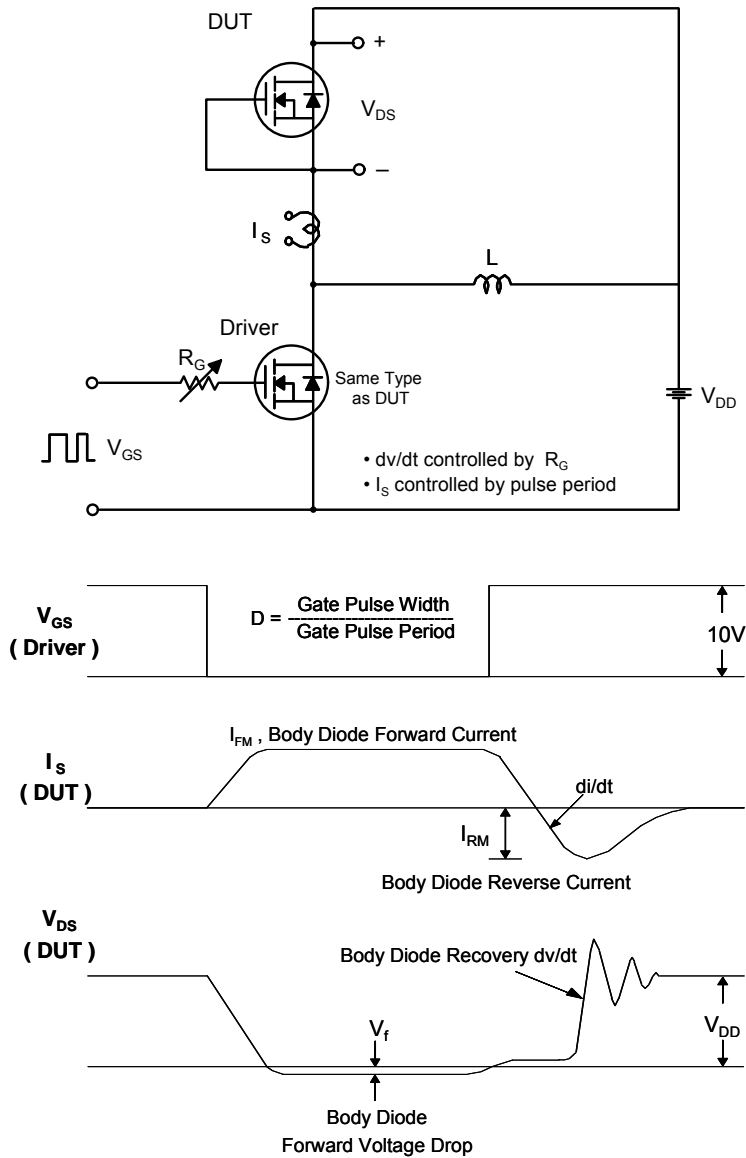 DUT
+
V_DS
–
I_S
L
Driver
R_G
Same Type
as DUT
V_DD
V_GS
• dv/dt controlled by R_G
• I_S controlled by pulse period
V_GS
( Driver )
D = Gate Pulse Width
Gate Pulse Period
10V
I_FM , Body Diode Forward Current
I_S
( DUT )
di/dt
I_RM
Body Diode Reverse Current
V_DS
( DUT )
Body Diode Recovery dv/dt
V_f
V_DD
Body Diode
Forward Voltage Drop